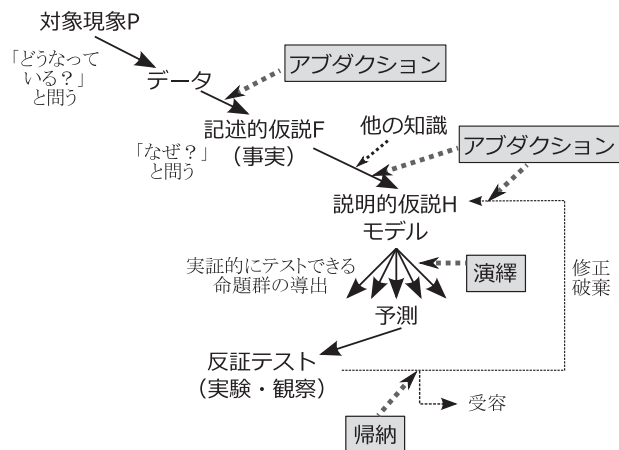 対象現象P
「どうなって
いる？」
と問う
データ
アブダクション
記述的仮説F
（事実）
「なぜ？」
と問う
他の知識
アブダクション
説明的仮説H
モデル
実証的にテストできる
命題群の導出
演繹
修正
破棄
予測
反証テスト
（実験・観察）
受容
帰納